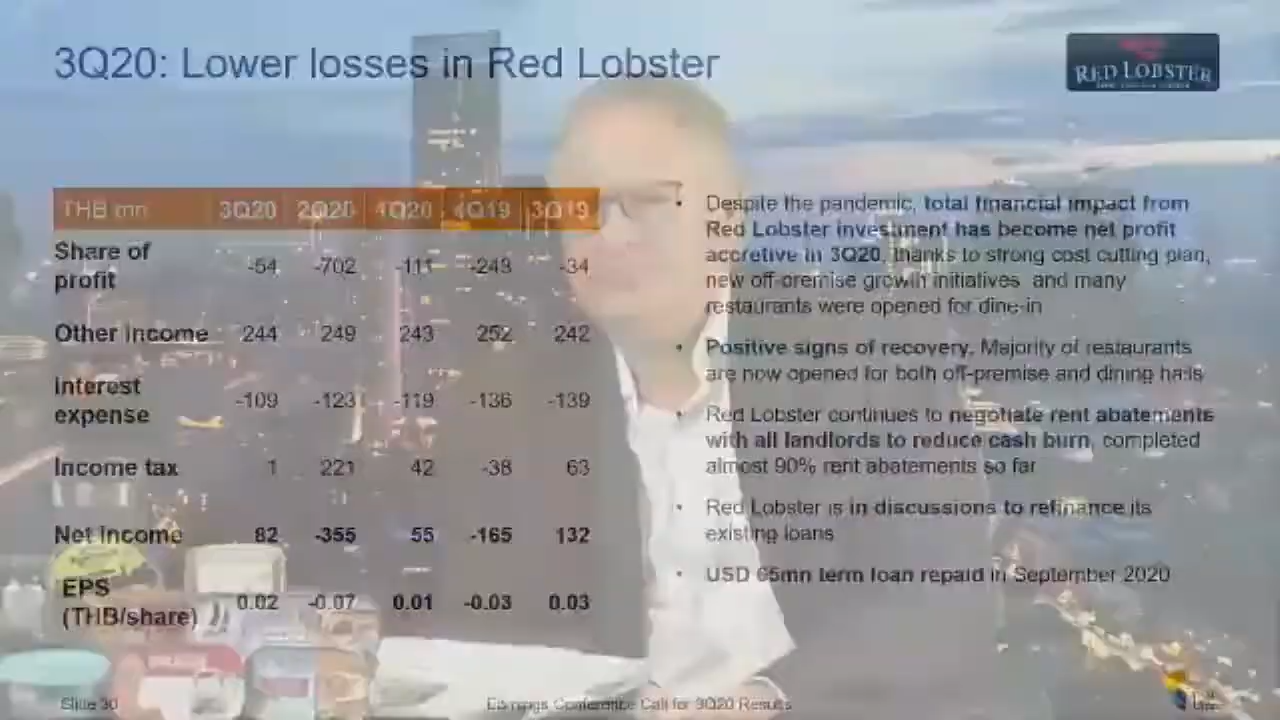 3Q20: Lower losses in Red Lobster
RED LOBSTER
THB mn 3Q20 2Q20 1Q20 4Q19 3Q19
Share of
profit
-54 -702 -111 -243 -34
Other income 244 249 243 252 242
Interest
expense
-109 -123 -119 -136 -139
Income tax 1 221 42 -38 63
Net income 82 -355 55 -165 132
EPS
(THB/share)
0.02 -0.07 0.01 -0.03 0.03
• Despite the pandemic, total financial impact from
Red Lobster investment has become net profit
accretive in 3Q20, thanks to strong cost cutting plan,
new off-premise growth initiatives and many
restaurants were opened for dine-in
• Positive signs of recovery. Majority of restaurants
are now opened for both off-premise and dining halls
• Red Lobster continues to negotiate rent abatements
with all landlords to reduce cash burn, completed
almost 90% rent abatements so far
• Red Lobster is in discussions to refinance its
existing loans
• USD 65mn term loan repaid in September 2020
Slide 30
Earnings Conference Call for 3Q20 Results